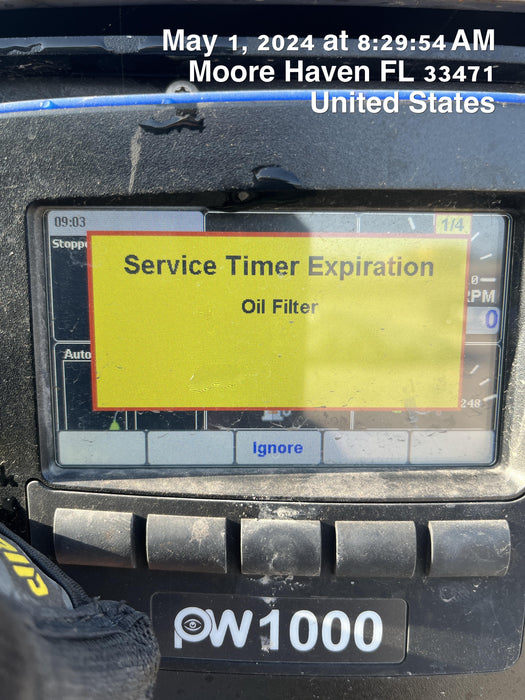 May 1, 2024 at 8:29:54 AM
Moore Haven FL 33471
United States
09:03
1/4
Service Timer Expiration
Oil Filter
RPM
0
Auto
248
Ignore
PW1000